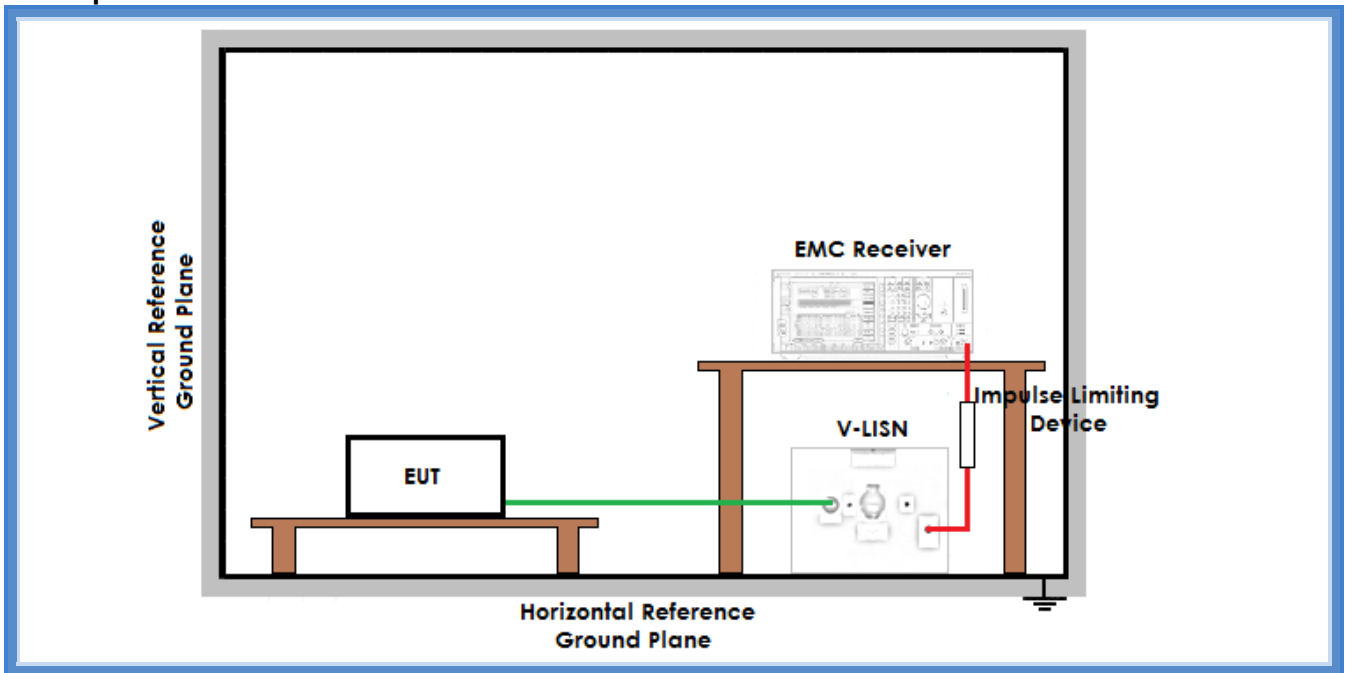 EMC Receiver
Vertical Reference
Ground Plane
Impulse Limiting
Device
V-LISN
EUT
Horizontal Reference
Ground Plane